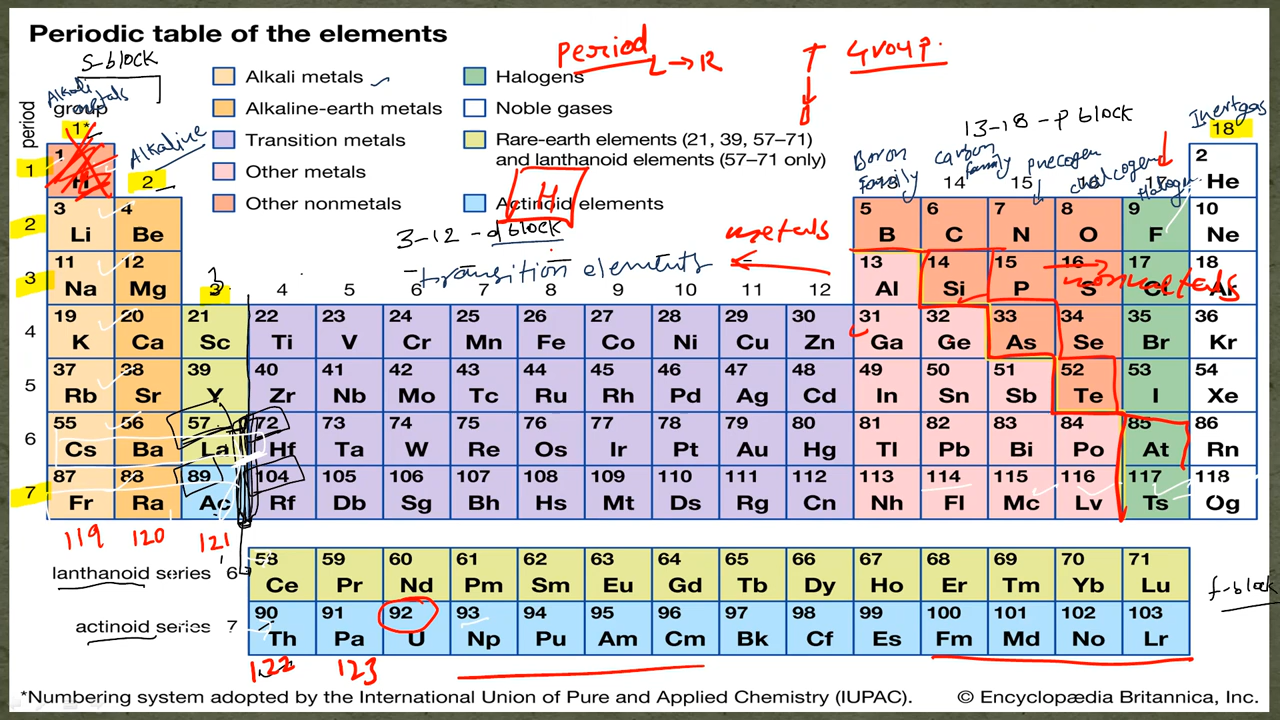 Periodic table of the elements
s-block
Period
L → R
T
Group.
Alkali metals
Alkaline-earth metals
Transition metals
Other metals
Other nonmetals
Halogens
Noble gases
Rare-earth elements (21, 39, 57–71)
and lanthanoid elements (57–71 only)
Actinoid elements
H
Alkali
metals
group
period
Alkaline
3-12 - d block
transition elements
metals
nonmetals
13-18 - P block
Boron
family
carbon
family
precogen
chalcogen
Halogen
Inertgas
1* 2 3 4 5 6 7 8 9 10 11 12 14 15 18
1 1 2
H He
2 3 4 5 6 7 8 9 10
Li Be B C N O F Ne
3 11 12 13 14 15 16 17 18
Na Mg Al Si P S Cl Ar
4 19 20 21 22 23 24 25 26 27 28 29 30 31 32 33 34 35 36
K Ca Sc Ti V Cr Mn Fe Co Ni Cu Zn Ga Ge As Se Br Kr
5 37 38 39 40 41 42 43 44 45 46 47 48 49 50 51 52 53 54
Rb Sr Y Zr Nb Mo Tc Ru Rh Pd Ag Cd In Sn Sb Te I Xe
6 55 56 57 72 73 74 75 76 77 78 79 80 81 82 83 84 85 86
Cs Ba La Hf Ta W Re Os Ir Pt Au Hg Tl Pb Bi Po At Rn
7 87 88 89 104 105 106 107 108 109 110 111 112 113 114 115 116 117 118
Fr Ra Ac Rf Db Sg Bh Hs Mt Ds Rg Cn Nh Fl Mc Lv Ts Og
119 120 121
lanthanoid series 6 58 59 60 61 62 63 64 65 66 67 68 69 70 71
Ce Pr Nd Pm Sm Eu Gd Tb Dy Ho Er Tm Yb Lu
f-block
actinoid series 7 90 91 92 93 94 95 96 97 98 99 100 101 102 103
Th Pa U Np Pu Am Cm Bk Cf Es Fm Md No Lr
122 123
*Numbering system adopted by the International Union of Pure and Applied Chemistry (IUPAC).
© Encyclopædia Britannica, Inc.